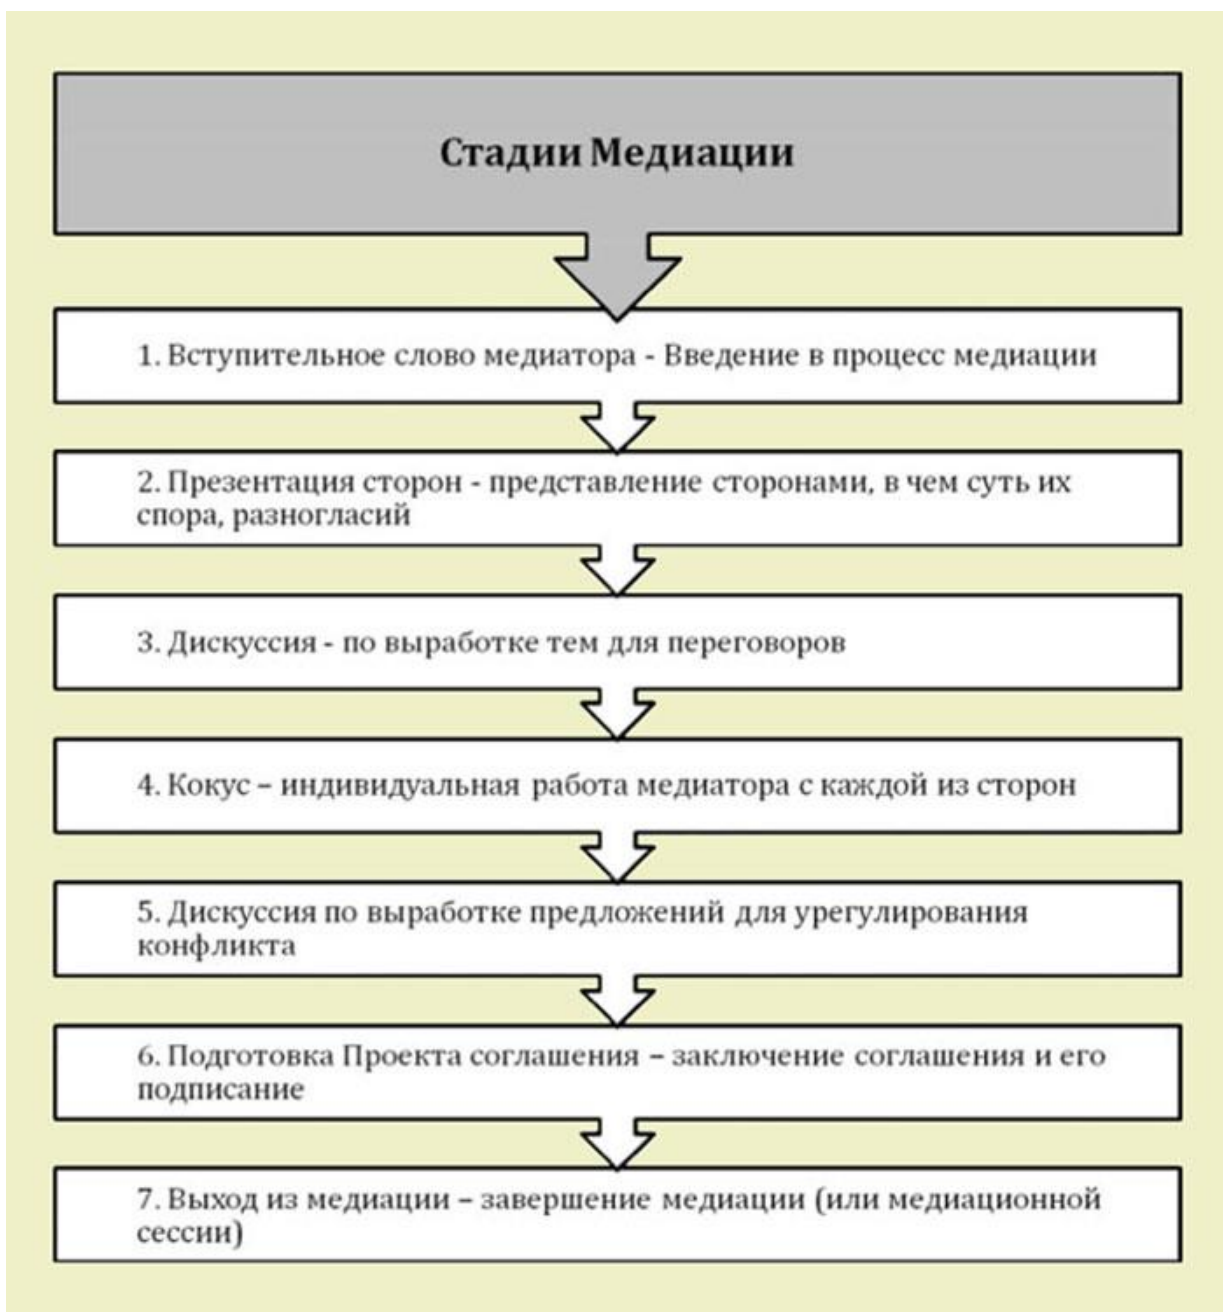 Стадии Медиации
1. Вступительное слово медиатора - Введение в процесс медиации
2. Презентация сторон - представление сторонами, в чем суть их
спора, разногласий
3. Дискуссия - по выработке тем для переговоров
4. Кокус – индивидуальная работа медиатора с каждой из сторон
5. Дискуссия по выработке предложений для урегулирования
конфликта
6. Подготовка Проекта соглашения – заключение соглашения и его
подписание
7. Выход из медиации – завершение медиации (или медиационной
сессии)